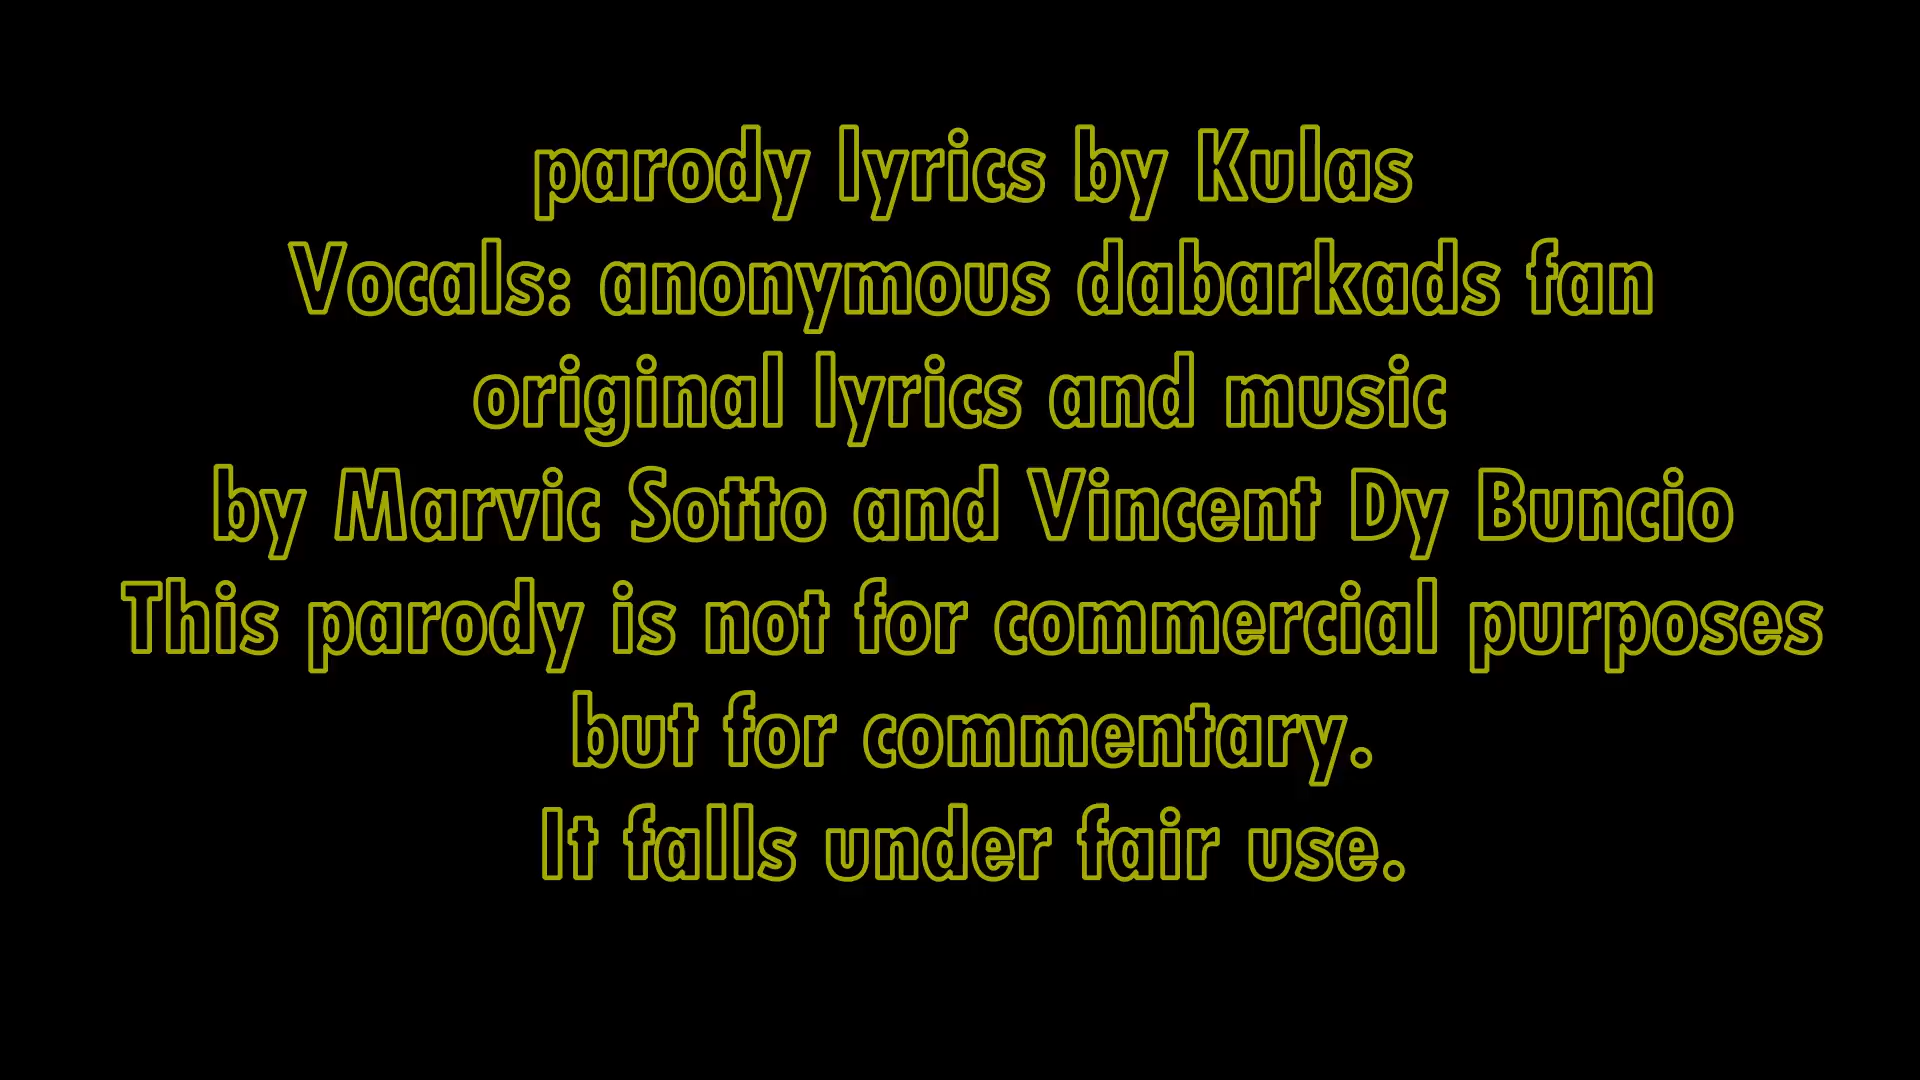 parody lyrics by Kulas
Vocals: anonymous dabarkads fan
original lyrics and music
by Marvic Sotto and Vincent Dy Buncio
This parody is not for commercial purposes
but for commentary.
It falls under fair use.